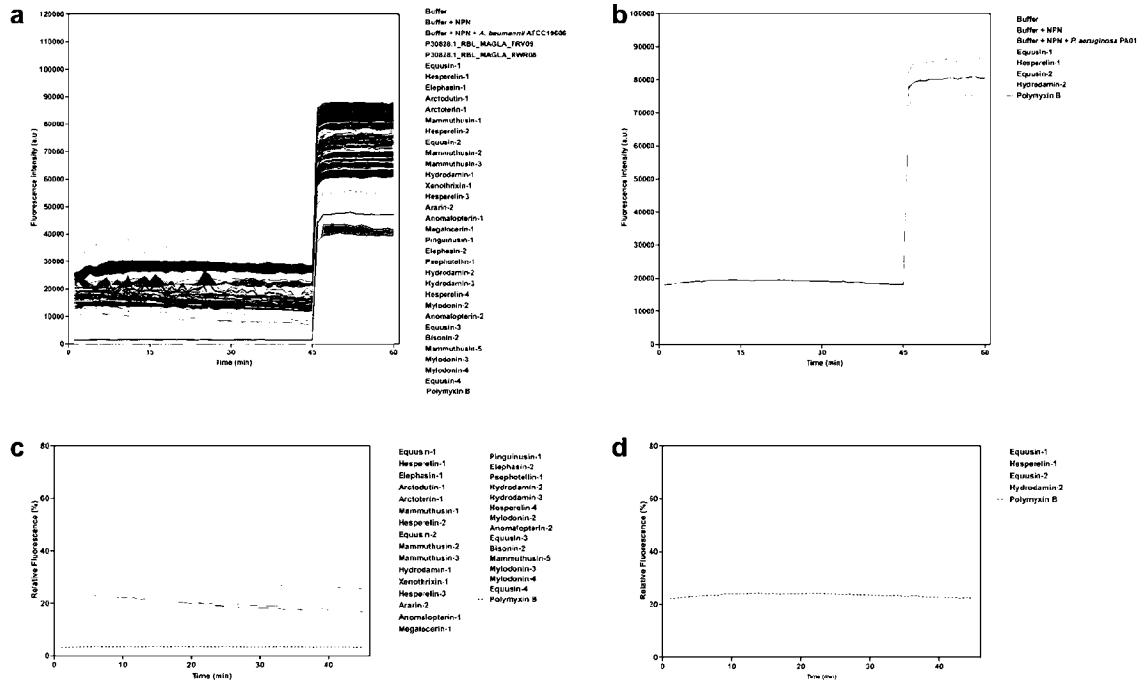 a
120000
110000
100000
90000
80000
70000
60000
50000
40000
30000
20000
10000
0
Fluorescence Intensity (a.u.)
0
15
30
45
60
Time (min)
Buffer
Buffer + NPN
Buffer + NPN + A. baumannii ATCC19606
P30828.1_RBL_MAGLA_FRY09
P30828.1_RBL_MAGLA_RWR08
Equusin-1
Hesperelin-1
Elephasin-1
Arctodutin-1
Arctoterin-1
Mammuthusin-1
Hesperelin-2
Equusin-2
Mammuthusin-2
Mammuthusin-3
Hydrodamin-1
Xenothrixin-1
Hesperelin-3
Ararin-2
Anomalopterin-1
Megalocerin-1
Pinguinusin-1
Elephasin-2
Psephotellin-1
Hydrodamin-2
Hydrodamin-3
Hesperelin-4
Mylodonin-2
Anomalopterin-2
Equusin-3
Bisonin-2
Mammuthusin-5
Mylodonin-3
Mylodonin-4
Equusin-4
Polymyxin B
b
100000
90000
80000
70000
60000
50000
40000
30000
20000
10000
0
Fluorescence Intensity (a.u.)
0
15
30
45
60
Time (min)
Buffer
Buffer + NPN
Buffer + NPN + P. aeruginosa PA01
Equusin-1
Hesperelin-1
Equusin-2
Hydrodamin-2
Polymyxin B
c
80
60
40
20
0
Relative Fluorescence (%)
0
10
20
30
40
Time (min)
Equusin-1
Hesperelin-1
Elephasin-1
Arctodutin-1
Arctoterin-1
Mammuthusin-1
Hesperelin-2
Equusin-2
Mammuthusin-2
Mammuthusin-3
Hydrodamin-1
Xenothrixin-1
Hesperelin-3
Ararin-2
Anomalopterin-1
Megalocerin-1
Pinguinusin-1
Elephasin-2
Psephotellin-1
Hydrodamin-2
Hydrodamin-3
Hesperelin-4
Mylodonin-2
Anomalopterin-2
Equusin-3
Bisonin-2
Mammuthusin-5
Mylodonin-3
Mylodonin-4
Equusin-4
Polymyxin B
d
80
60
40
20
0
Relative Fluorescence (%)
0
10
20
30
40
Time (min)
Equusin-1
Hesperelin-1
Equusin-2
Hydrodamin-2
Polymyxin B